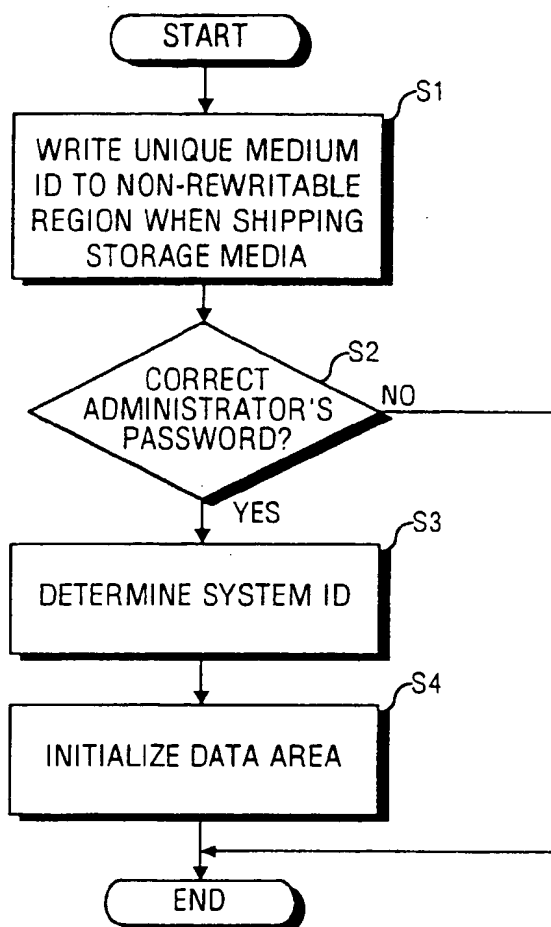 START
S1
WRITE UNIQUE MEDIUM
ID TO NON-REWRITABLE
REGION WHEN SHIPPING
STORAGE MEDIA
S2
CORRECT
ADMINISTRATOR'S
PASSWORD?
NO
YES
S3
DETERMINE SYSTEM ID
S4
INITIALIZE DATA AREA
END